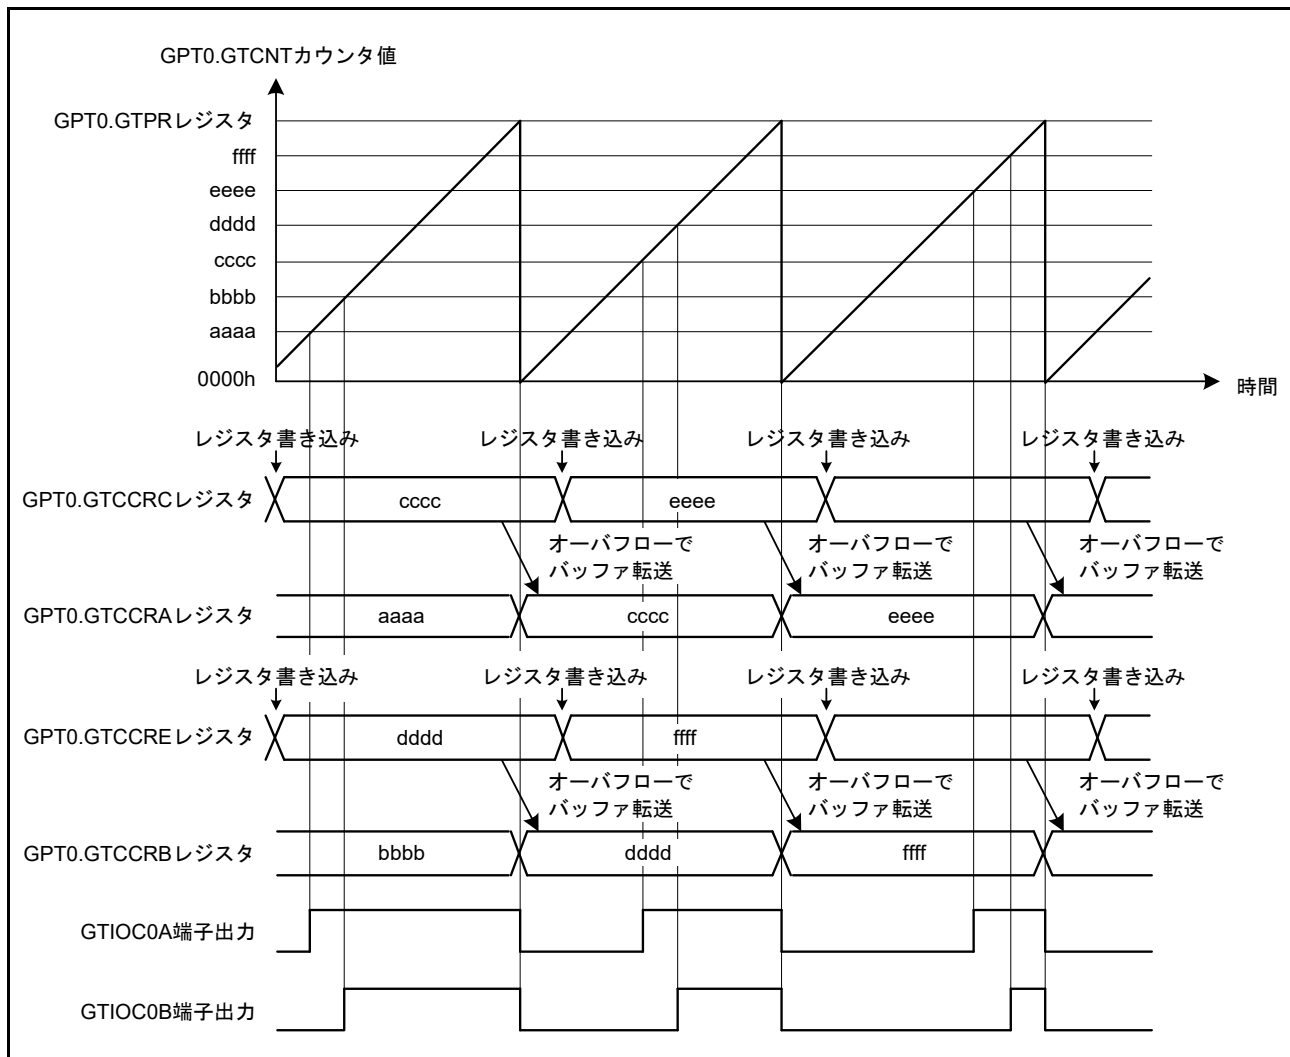 GPT0.GTCNTカウンタ値
GPT0.GTPRレジスタ
ffff
eeee
dddd
cccc
bbbb
aaaa
0000h
時間
レジスタ書き込み レジスタ書き込み レジスタ書き込み レジスタ書き込み
GPT0.GTCCRCレジスタ cccc eeee
オーバフローで オーバフローで オーバフローで
バッファ転送 バッファ転送 バッファ転送
GPT0.GTCCRAレジスタ aaaa cccc eeee
レジスタ書き込み レジスタ書き込み レジスタ書き込み レジスタ書き込み
GPT0.GTCCREレジスタ dddd ffff
オーバフローで オーバフローで オーバフローで
バッファ転送 バッファ転送 バッファ転送
GPT0.GTCCRBレジスタ bbbb dddd ffff
GTIOC0A端子出力
GTIOC0B端子出力